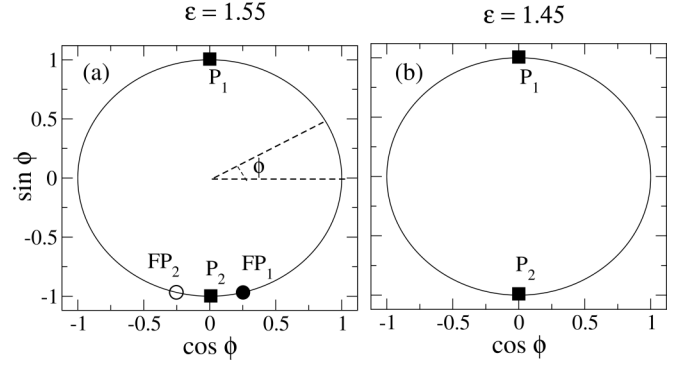 ε = 1.55
ε = 1.45
(a)
P1
1
0.5
0
-0.5
-1
sin ϕ
ϕ
FP2
P2
FP1
-1 -0.5 0 0.5 1
cos ϕ
(b)
P1
P2
-1 -0.5 0 0.5 1
cos ϕ